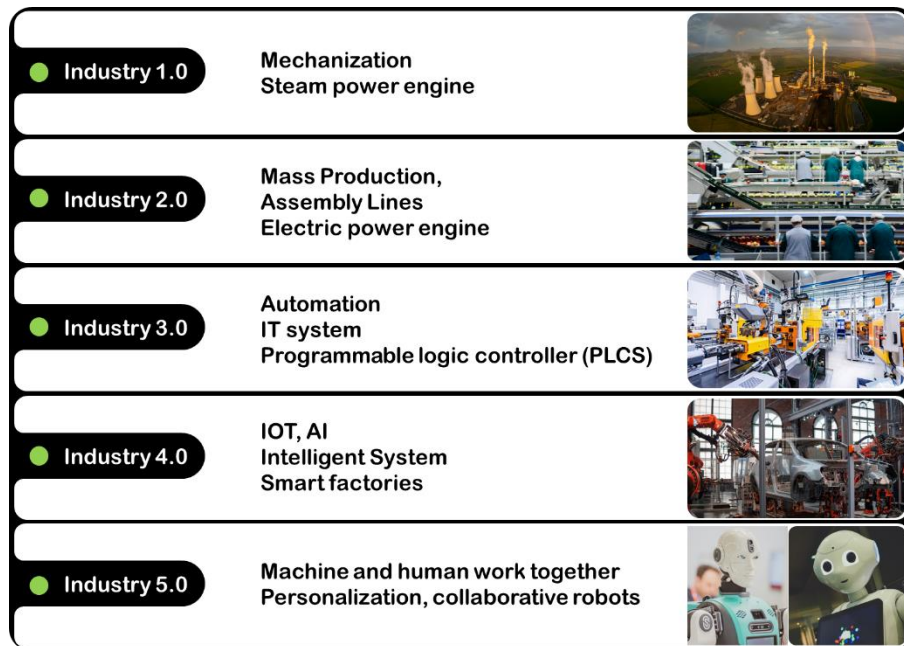 Industry 1.0
Mechanization
Steam power engine
Industry 2.0
Mass Production,
Assembly Lines
Electric power engine
Industry 3.0
Automation
IT system
Programmable logic controller (PLCS)
Industry 4.0
IOT, AI
Intelligent System
Smart factories
Industry 5.0
Machine and human work together
Personalization, collaborative robots